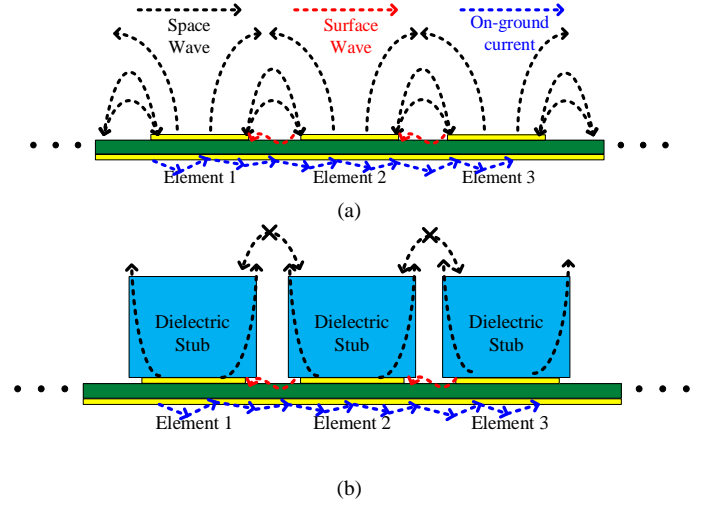 Space
Wave
Surface
Wave
On-ground
current
Element 1
Element 2
Element 3
(a)
Dielectric
Stub
Dielectric
Stub
Dielectric
Stub
Element 1
Element 2
Element 3
(b)